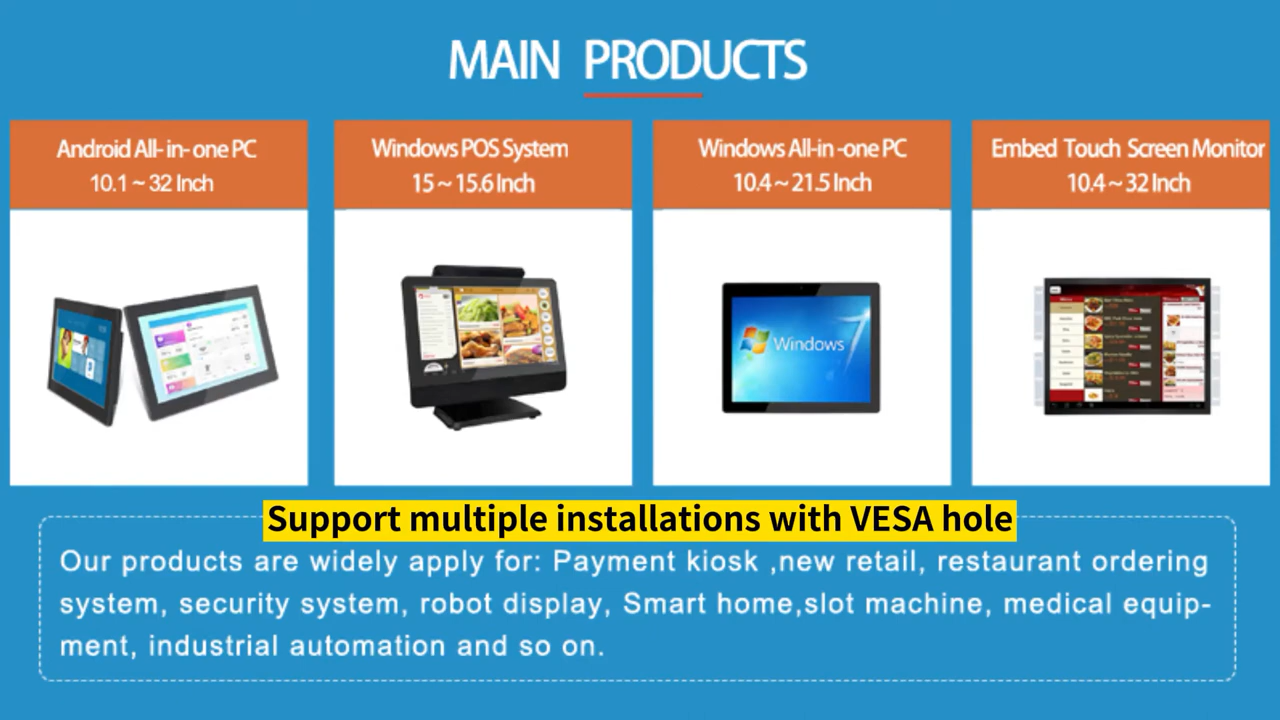 MAIN PRODUCTS
Android All- in- one PC
10.1 ~ 32 Inch
Windows POS System
15 ~ 15.6 Inch
Windows All-in -one PC
10.4 ~ 21.5 Inch
Embed Touch Screen Monitor
10.4 ~ 32 Inch
Windows 7
Support multiple installations with VESA hole
Our products are widely apply for: Payment kiosk ,new retail, restaurant ordering
system, security system, robot display, Smart home,slot machine, medical equip-
ment, industrial automation and so on.